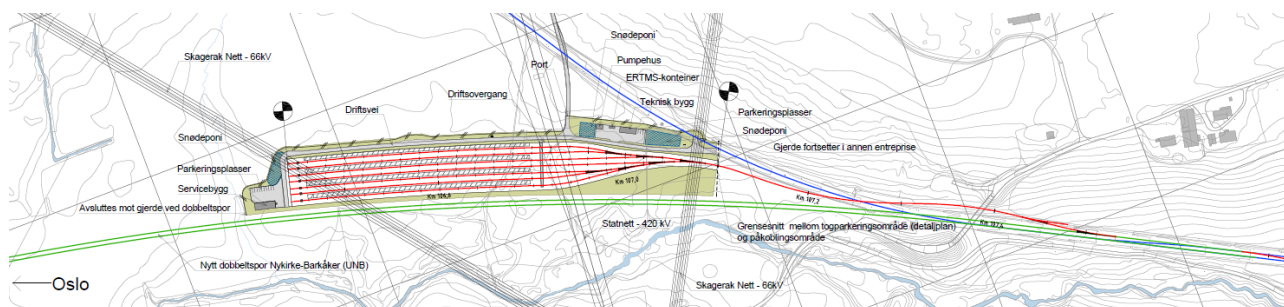 Snødeponi
Skagerak Nett - 66kV
Pumpehus
Port
ERTMS-konteiner
Driftsovergang
Teknisk bygg
Driftsvei
Parkeringsplasser
Snødeponi
Snødeponi
Gjerde fortsetter i annen entreprise
Parkeringsplasser
Km 107,0
Servicebygg
Km 106,8
Km 107,2
Avsluttes mot gjerde ved dobbeltspor
Statnett - 420 kV
Grensesnitt mellom togparkeringsområde (detaljplan)
og påkoblingsområde
Nytt dobbeltspor Nykirke-Barkåker (UNB)
Oslo
Skagerak Nett - 66kV